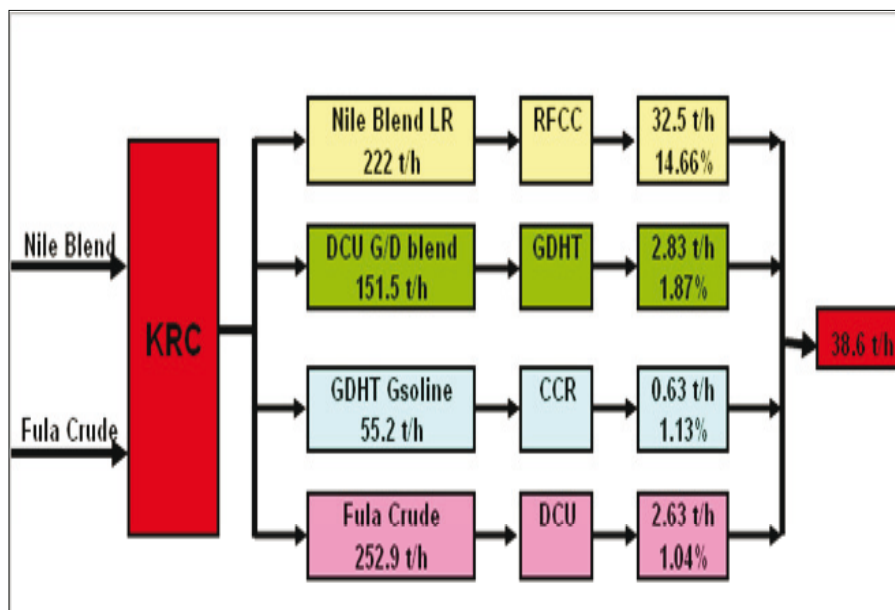 Nile Blend
Fula Crude
KRC
Nile Blend LR
222 t/h
RFCC
32.5 t/h
14.66%
DCU G/D blend
151.5 t/h
GDHT
2.83 t/h
1.87%
GDHT Gsoline
55.2 t/h
CCR
0.63 t/h
1.13%
Fula Crude
252.9 t/h
DCU
2.63 t/h
1.04%
38.6 t/h